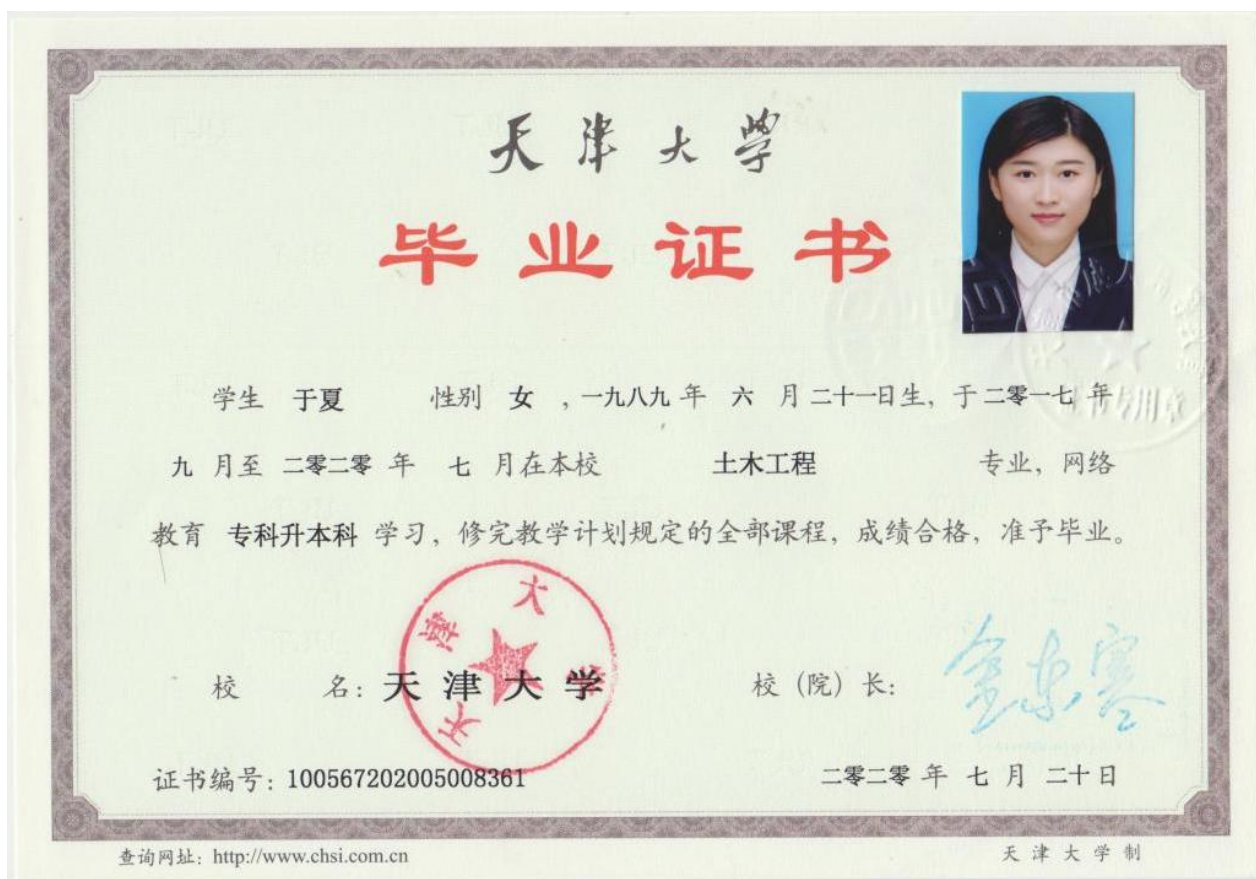 天津大学
毕业证书
学生 于夏 性别 女 ，一九八九 年 六 月 二十一日生，于 二零一七 年
九 月至 二零二零 年 七 月在本校 土木工程 专业，网络
教育 专科升本科 学习，修完教学计划规定的全部课程，成绩合格，准予毕业。
天津大学
校 名：天津大学 校（院）长：金东寒
证书编号：100567202005008361 二零二零 年 七 月 二十日
查询网址：http://www.chsi.com.cn 天津大学制